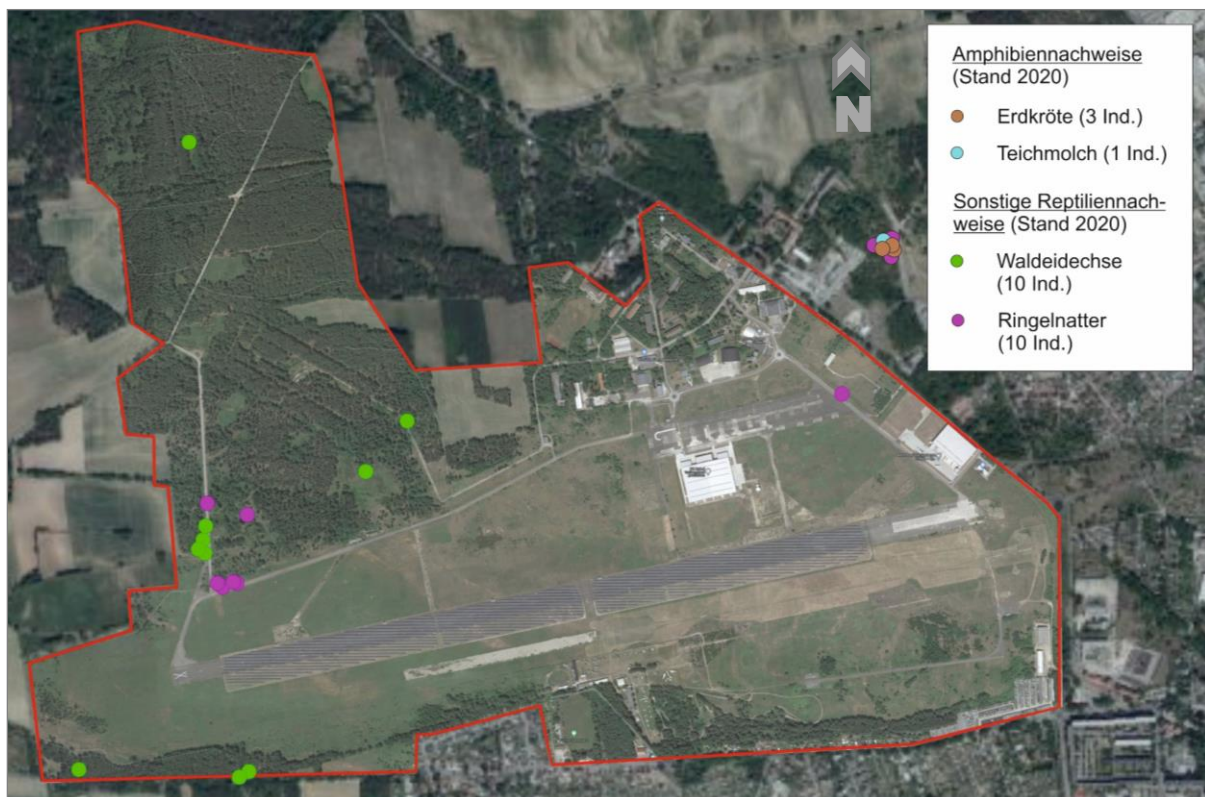 N
Amphibiennachweise
(Stand 2020)
Erdkröte (3 Ind.)
Teichmolch (1 Ind.)
Sonstige Reptiliennach-
weise (Stand 2020)
Waldeidechse
(10 Ind.)
Ringelnatter
(10 Ind.)